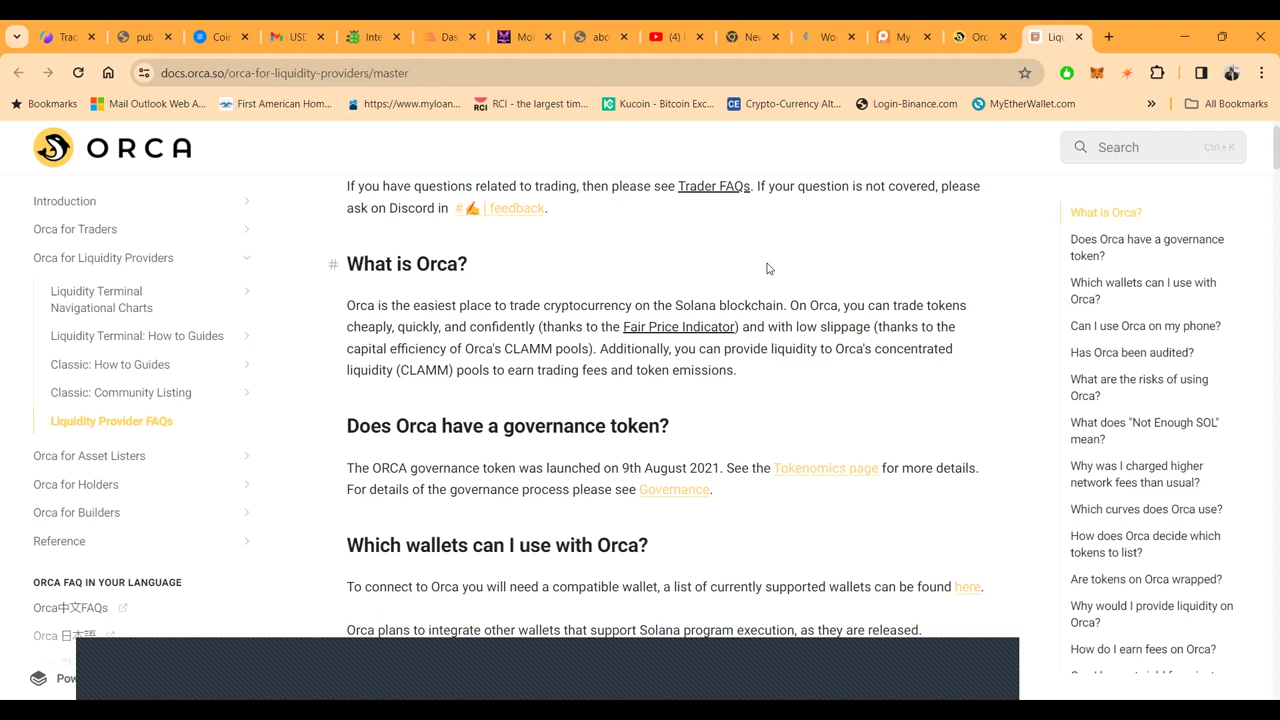 Trad
pub
Coin
USD
Inte
Das
Mol
abo
(4)
New
Wo
My
Orc
Liqu
docs.orca.so/orca-for-liquidity-providers/master
Bookmarks
Mail Outlook Web A...
First American Hom...
https://www.myloan...
RCI - the largest tim...
Kucoin - Bitcoin Exc...
Crypto-Currency Alt...
Login-Binance.com
MyEtherWallet.com
All Bookmarks
ORCA
Search
Ctrl + K
Introduction
Orca for Traders
Orca for Liquidity Providers
Liquidity Terminal
Navigational Charts
Liquidity Terminal: How to Guides
Classic: How to Guides
Classic: Community Listing
Liquidity Provider FAQs
Orca for Asset Listers
Orca for Holders
Orca for Builders
Reference
ORCA FAQ IN YOUR LANGUAGE
Orca中文FAQs
Orca 日本語
Pow
If you have questions related to trading, then please see Trader FAQs. If your question is not covered, please
ask on Discord in #✍️ | feedback.
# What is Orca?
Orca is the easiest place to trade cryptocurrency on the Solana blockchain. On Orca, you can trade tokens
cheaply, quickly, and confidently (thanks to the Fair Price Indicator) and with low slippage (thanks to the
capital efficiency of Orca's CLAMM pools). Additionally, you can provide liquidity to Orca's concentrated
liquidity (CLAMM) pools to earn trading fees and token emissions.
Does Orca have a governance token?
The ORCA governance token was launched on 9th August 2021. See the Tokenomics page for more details.
For details of the governance process please see Governance.
Which wallets can I use with Orca?
To connect to Orca you will need a compatible wallet, a list of currently supported wallets can be found here.
Orca plans to integrate other wallets that support Solana program execution, as they are released.
What is Orca?
Does Orca have a governance
token?
Which wallets can I use with
Orca?
Can I use Orca on my phone?
Has Orca been audited?
What are the risks of using
Orca?
What does "Not Enough SOL"
mean?
Why was I charged higher
network fees than usual?
Which curves does Orca use?
How does Orca decide which
tokens to list?
Are tokens on Orca wrapped?
Why would I provide liquidity on
Orca?
How do I earn fees on Orca?